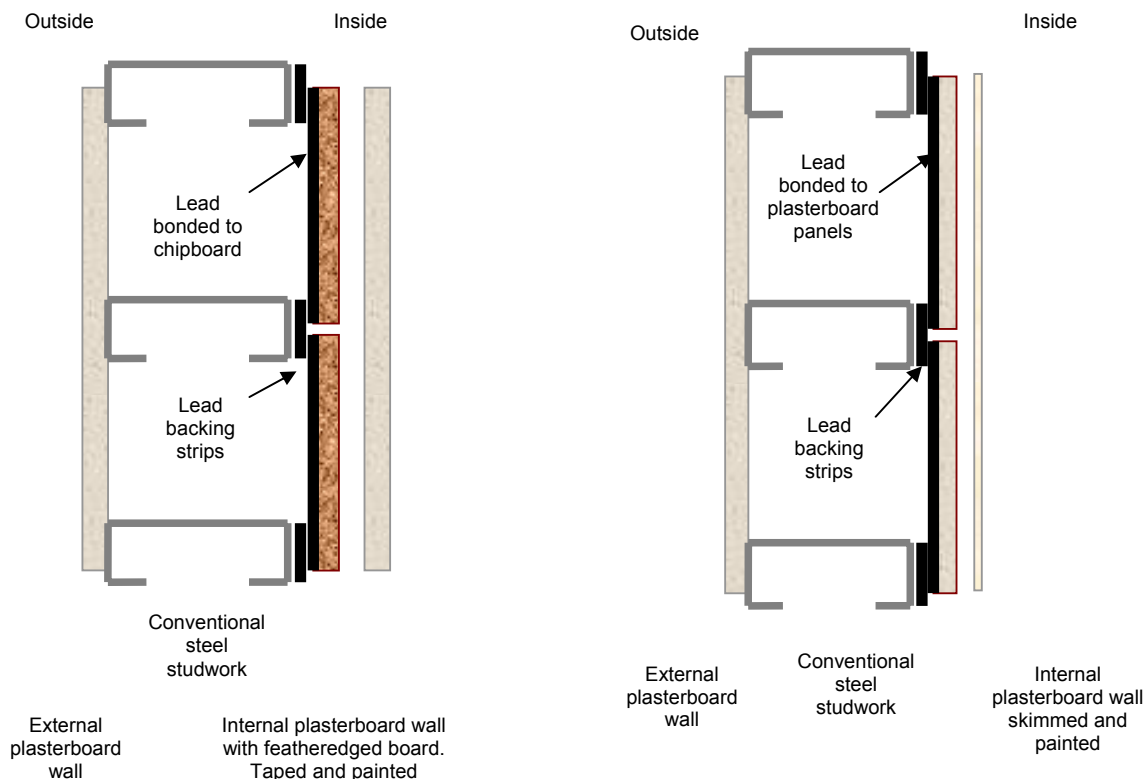 Outside
Inside
Lead
bonded to
chipboard
Lead
backing
strips
Conventional
steel
studwork
External
plasterboard
wall
Internal plasterboard wall
with featheredged board.
Taped and painted
Outside
Inside
Lead
bonded to
plasterboard
panels
Lead
backing
strips
External
plasterboard
wall
Conventional
steel
studwork
Internal
plasterboard wall
skimmed and
painted